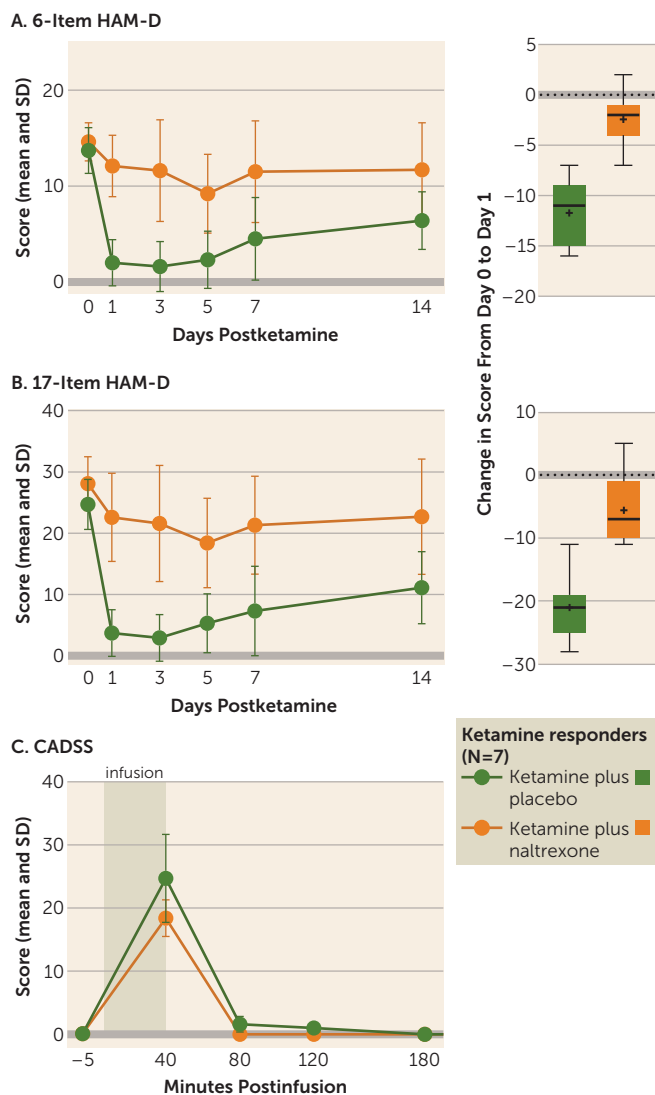 A. 6-Item HAM-D
Score (mean and SD)
20
10
0
0 1 3 5 7 14
Days Postketamine
Change in Score From Day 0 to Day 1
5
0
−5
−10
−15
−20
B. 17-Item HAM-D
Score (mean and SD)
40
30
20
10
0
0 1 3 5 7 14
Days Postketamine
10
0
−10
−20
−30
C. CADSS
infusion
Score (mean and SD)
40
30
20
10
0
−5 40 80 120 180
Minutes Postinfusion
Ketamine responders
(N=7)
Ketamine plus
placebo
Ketamine plus
naltrexone